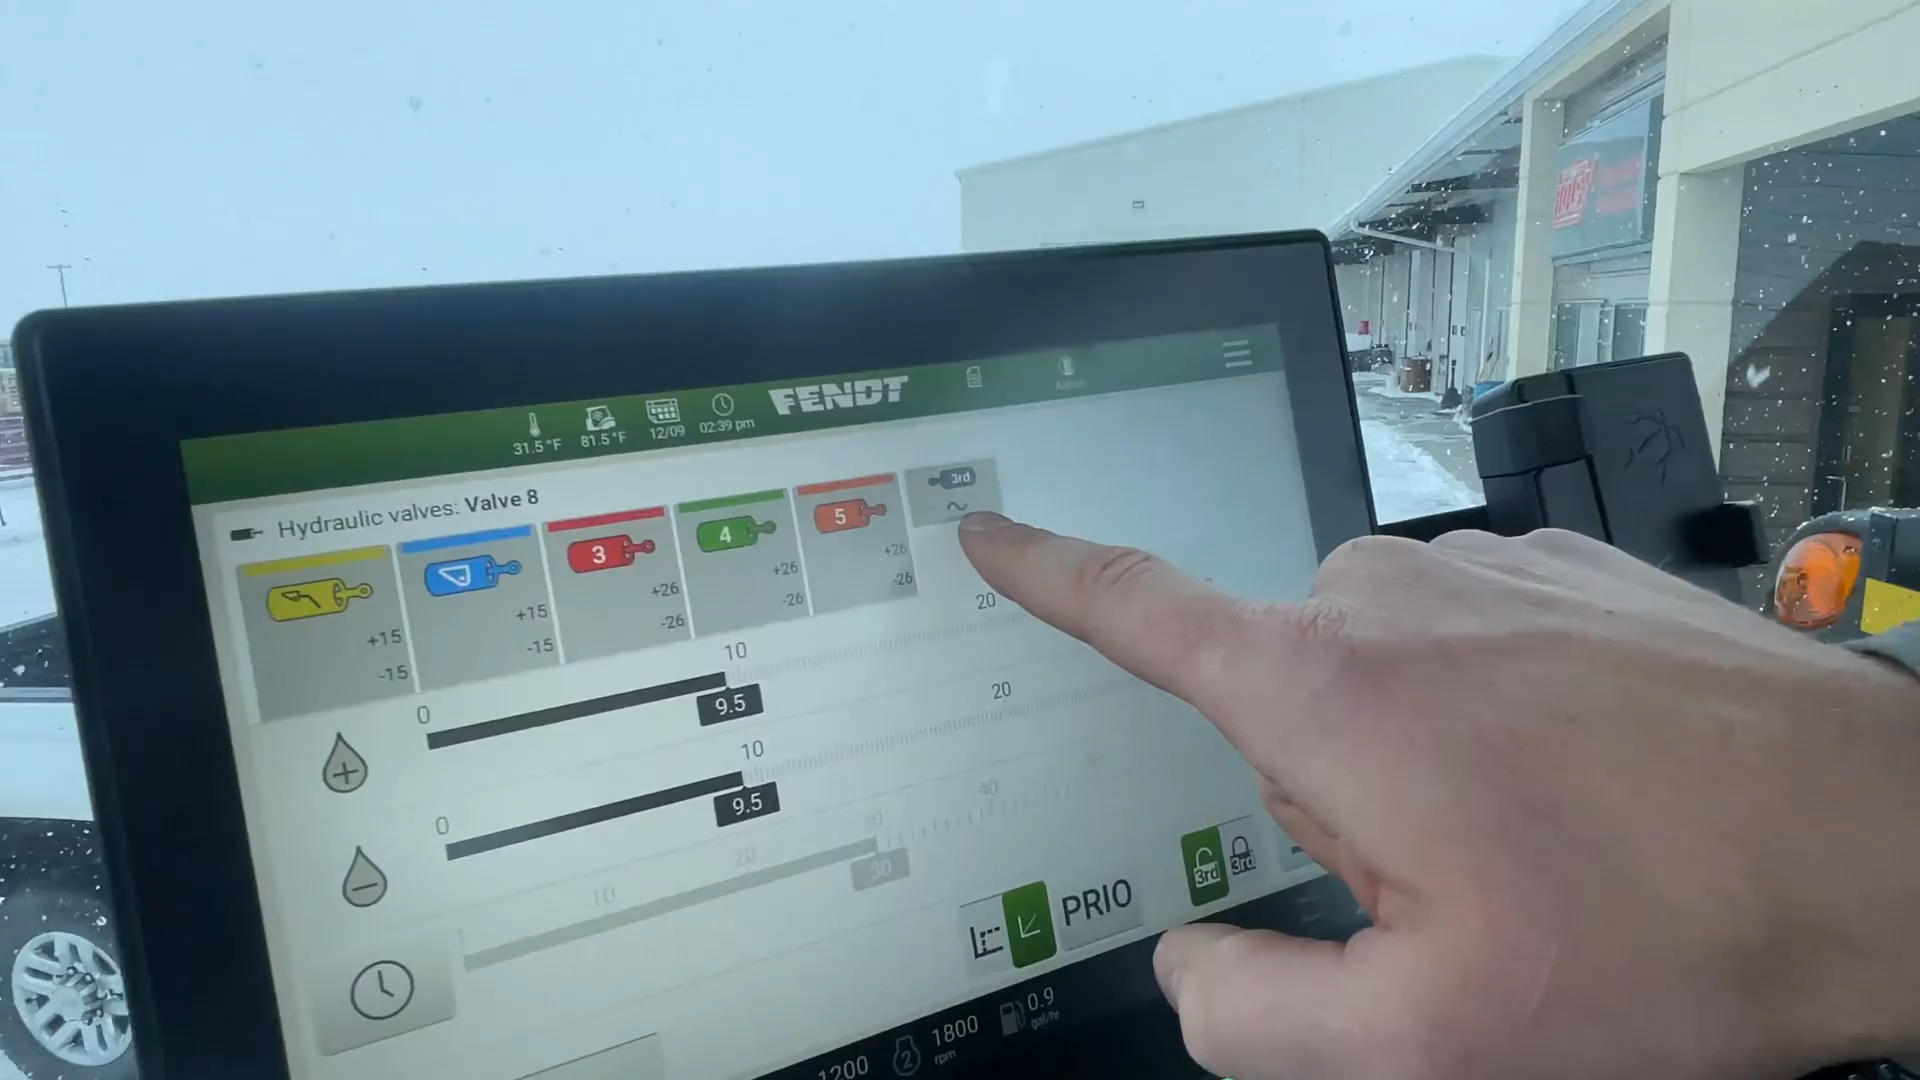 FENDT
31.5 °F
81.5 °F
12/09
02:39 pm
Hydraulic valves: Valve 8
3rd
3
4
5
+15
-15
+15
-15
+26
-26
+26
-26
+26
-26
0
10
20
9.5
0
10
20
9.5
10
20
30
40
30
PRIO
3rd
3rd
1200
2
1800
rpm
0.9
gal/hr